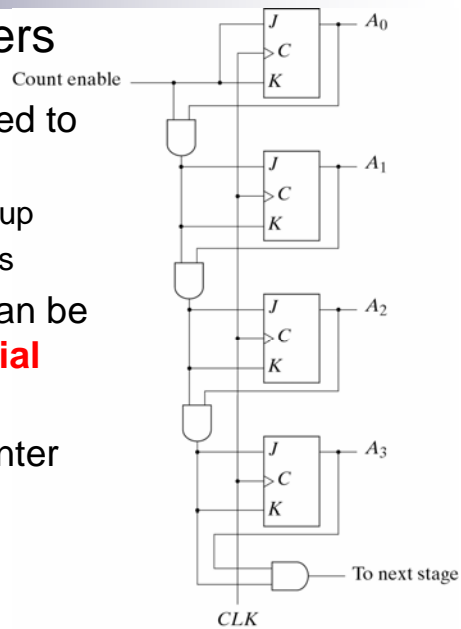 ers
J A0
Count enable C
K
ed to
J A1
up C
s K
an be J A2
ial C
K
nter J A3
C
K
To next stage
CLK